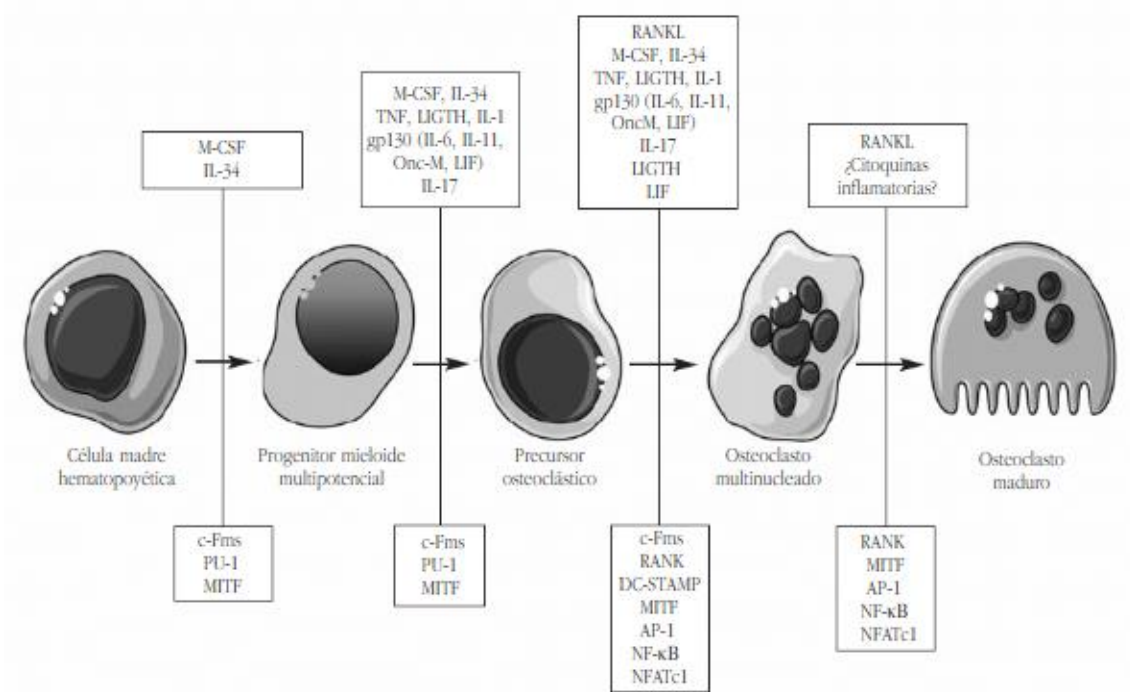 M-CSF
IL-34
M-CSF, IL-34
TNF, LIGTH, IL-1
gp130 (IL-6, IL-11,
Onc-M, LIF)
IL-17
RANKL
M-CSF, IL-34
TNF, LIGTH, IL-1
gp130 (IL-6, IL-11,
OncM, LIF)
IL-17
LIGTH
LIF
RANKL
¿Citoquinas
inflamatorias?
Célula madre
hematopoyética
Progenitor mieloide
multipotencial
Precursor
osteoclástico
Osteoclasto
multinucleado
Osteoclasto
maduro
c-Fms
PU-1
MITF
c-Fms
PU-1
MITF
c-Fms
RANK
DC-STAMP
MITF
AP-1
NF-κB
NFATc1
RANK
MITF
AP-1
NF-κB
NFATc1